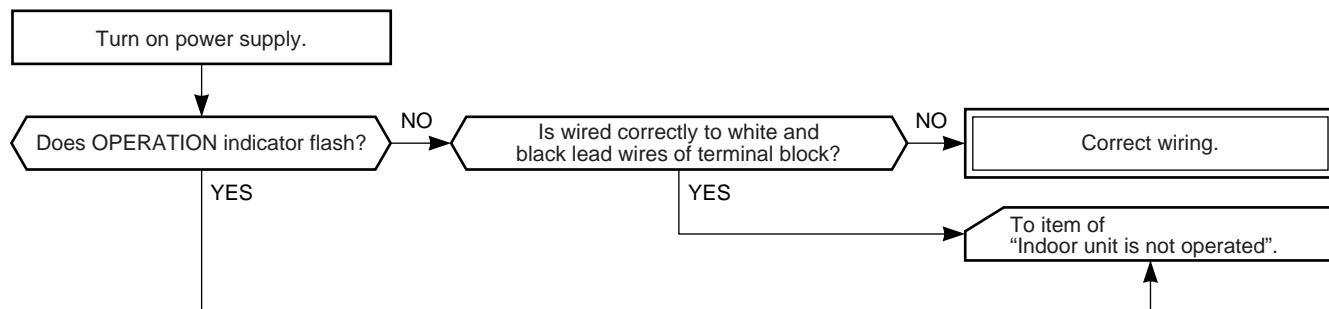 Turn on power supply.
Does OPERATION indicator flash?
NO
Is wired correctly to white and
black lead wires of terminal block?
NO
Correct wiring.
YES
YES
To item of
“Indoor unit is not operated”.